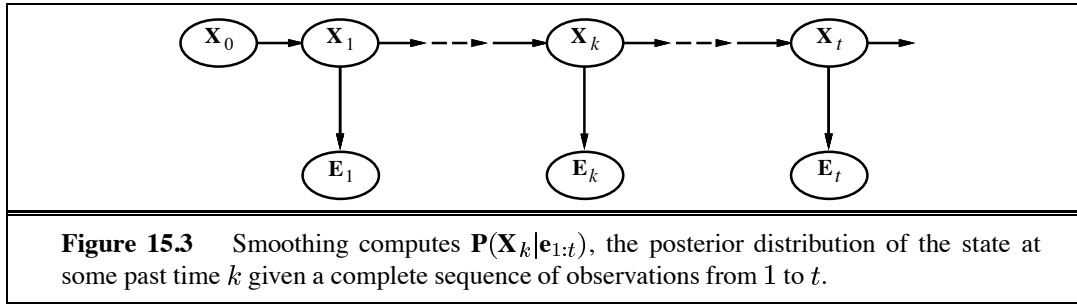 X₀ X₁ Xₖ Xₜ
E₁ Eₖ Eₜ
Figure 15.3 Smoothing computes P(Xₖ|e₁:ₜ), the posterior distribution of the state at
some past time k given a complete sequence of observations from 1 to t.